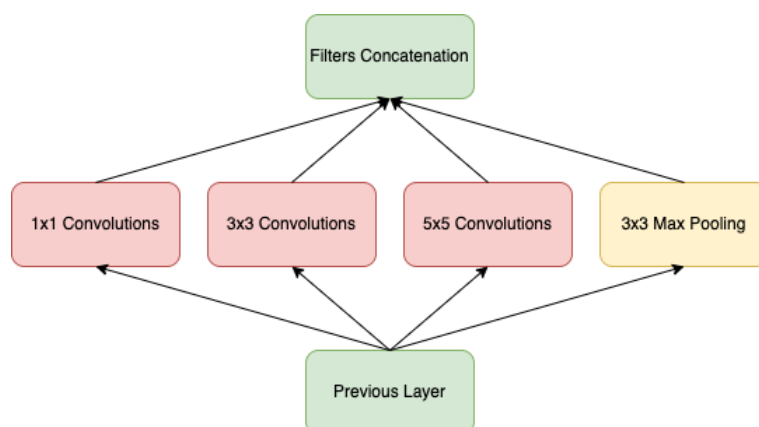 Filters Concatenation
1x1 Convolutions
3x3 Convolutions
5x5 Convolutions
3x3 Max Pooling
Previous Layer